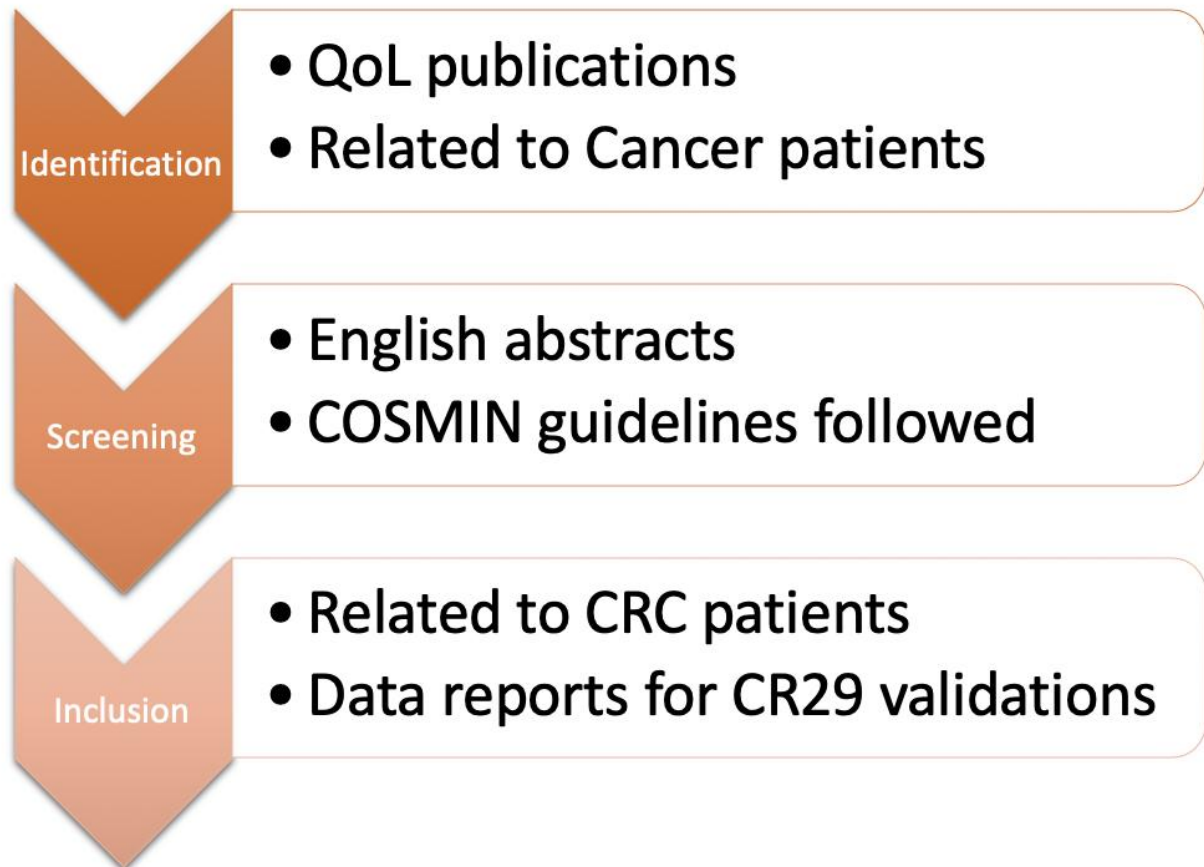 Identification
• QoL publications
• Related to Cancer patients
Screening
• English abstracts
• COSMIN guidelines followed
Inclusion
• Related to CRC patients
• Data reports for CR29 validations